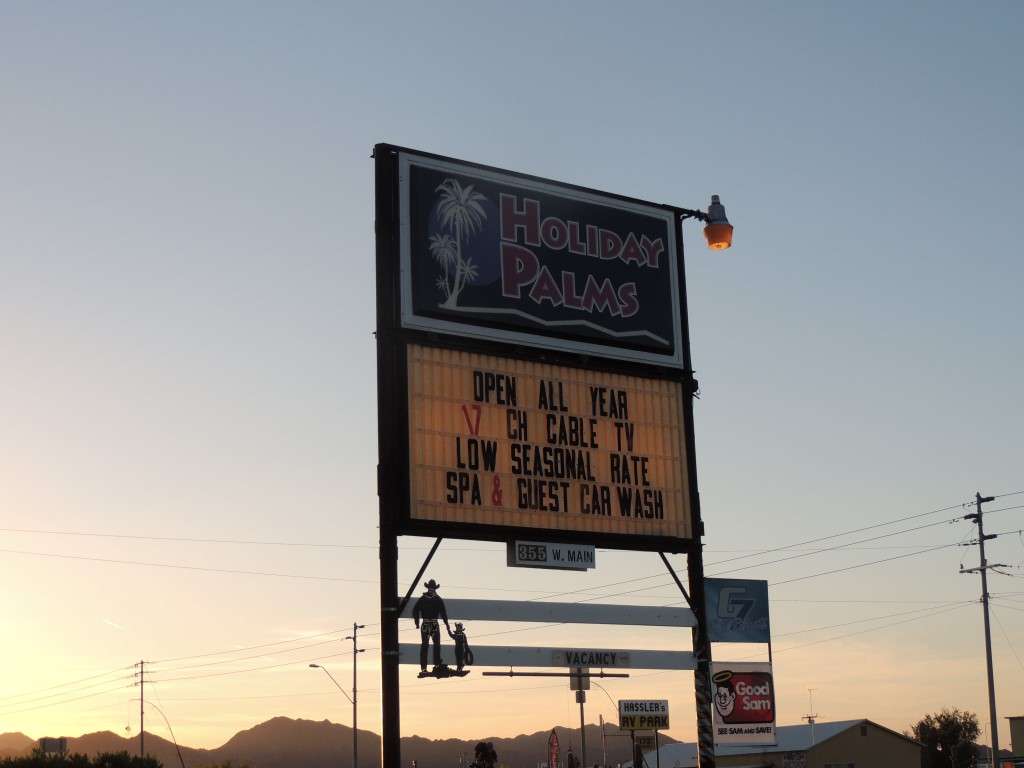 HOLIDAY
PALMS
OPEN ALL YEAR
17 CH CABLE TV
LOW SEASONAL RATE
SPA & GUEST CAR WASH
355 W. MAIN
G7
VACANCY
Good
Sam
SEE SAM AND SAVE!
HASSLER's
RV PARK